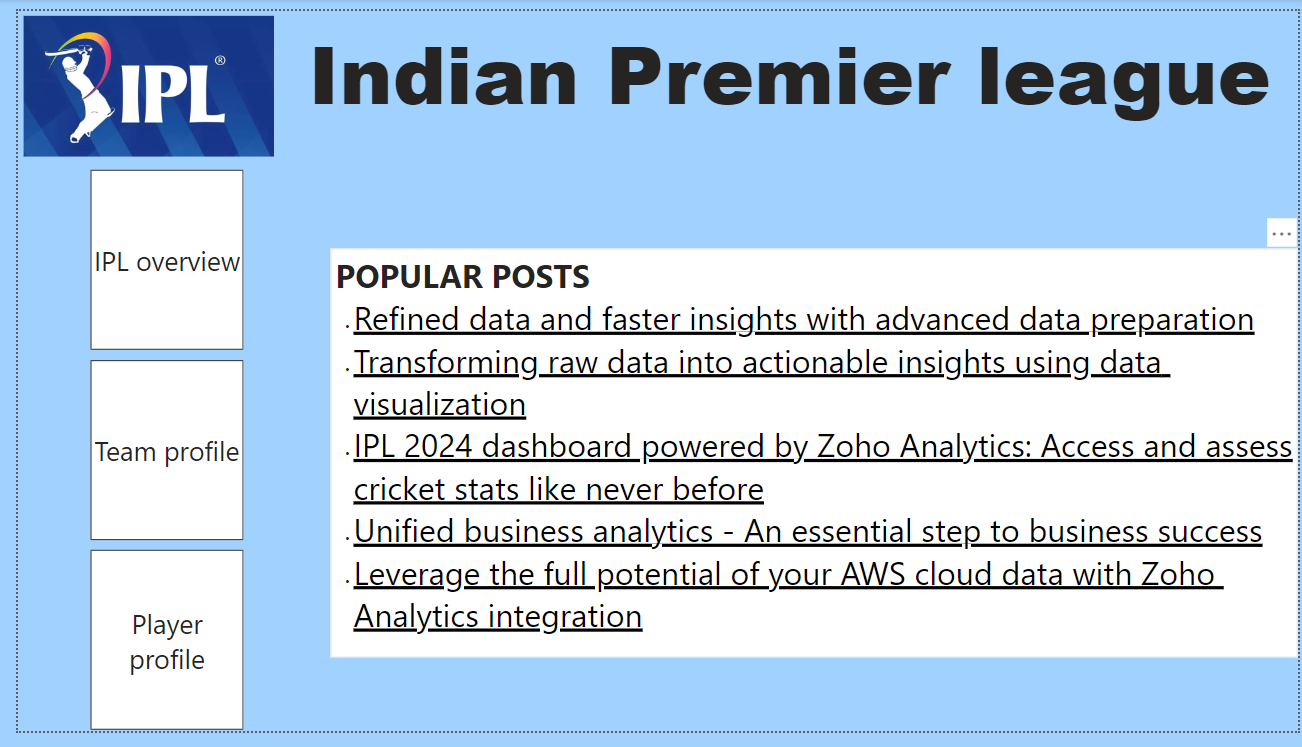 IPL®
Indian Premier league
IPL overview
Team profile
Player
profile
...
POPULAR POSTS
· Refined data and faster insights with advanced data preparation
· Transforming raw data into actionable insights using data
visualization
· IPL 2024 dashboard powered by Zoho Analytics: Access and assess
cricket stats like never before
· Unified business analytics - An essential step to business success
· Leverage the full potential of your AWS cloud data with Zoho
Analytics integration